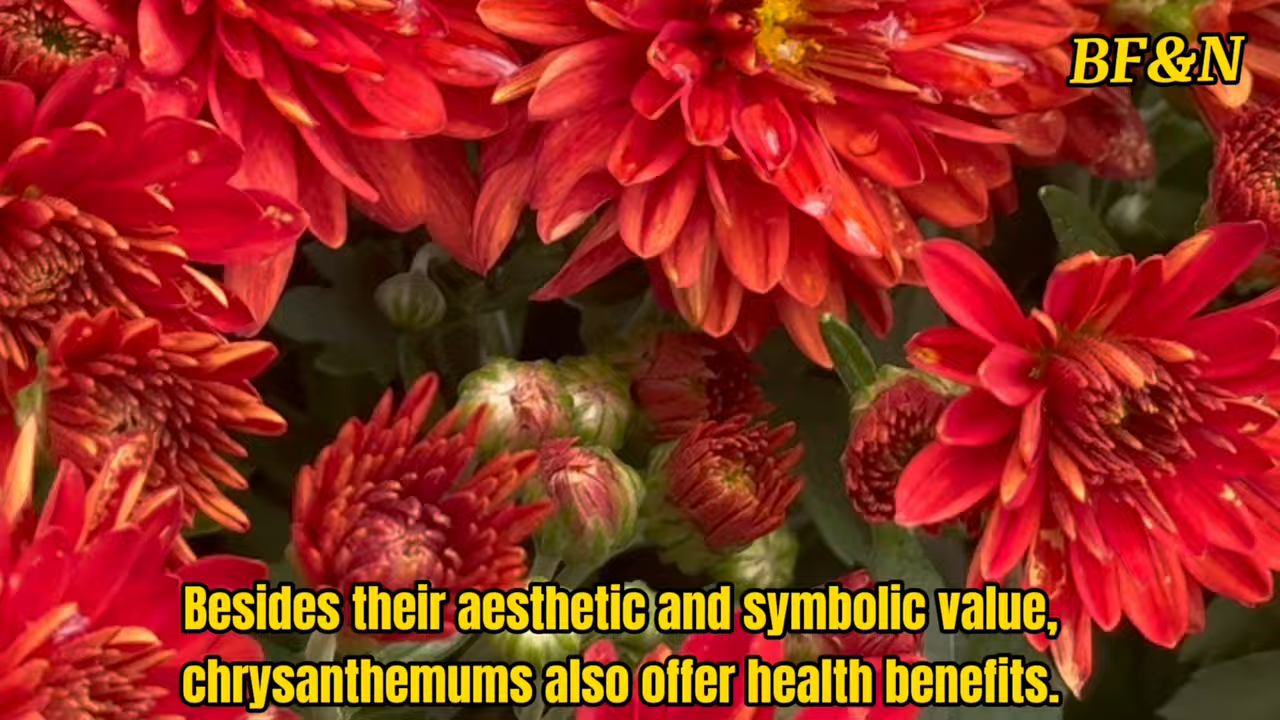 BF&N
Besides their aesthetic and symbolic value,
chrysanthemums also offer health benefits.